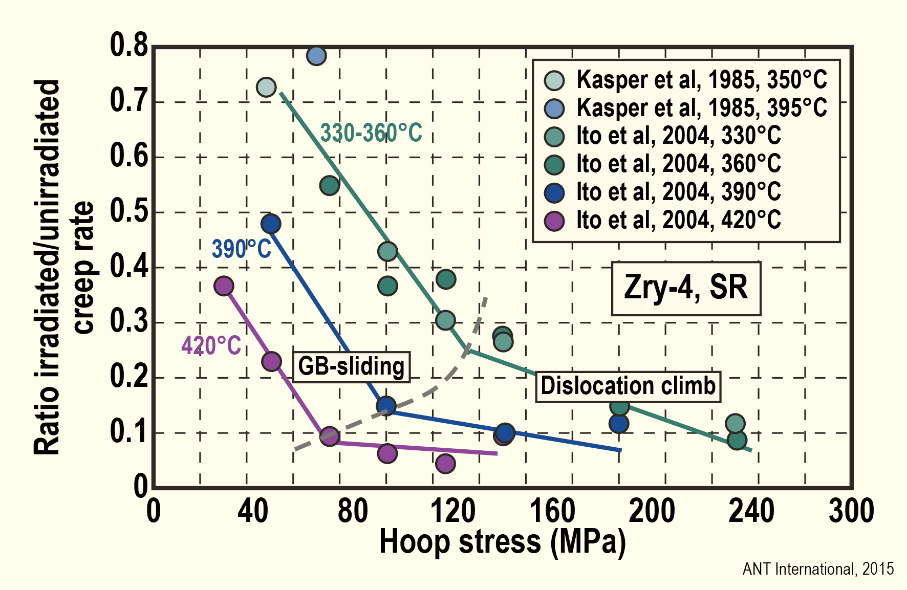 Ratio irradiated/unirradiated
creep rate
0.8
0.7
0.6
0.5
0.4
0.3
0.2
0.1
0
0 40 80 120 160 200 240 300
Hoop stress (MPa)
Kasper et al, 1985, 350°C
Kasper et al, 1985, 395°C
Ito et al, 2004, 330°C
Ito et al, 2004, 360°C
Ito et al, 2004, 390°C
Ito et al, 2004, 420°C
330-360°C
390°C
Zry-4, SR
420°C
GB-sliding
Dislocation climb
ANT International, 2015